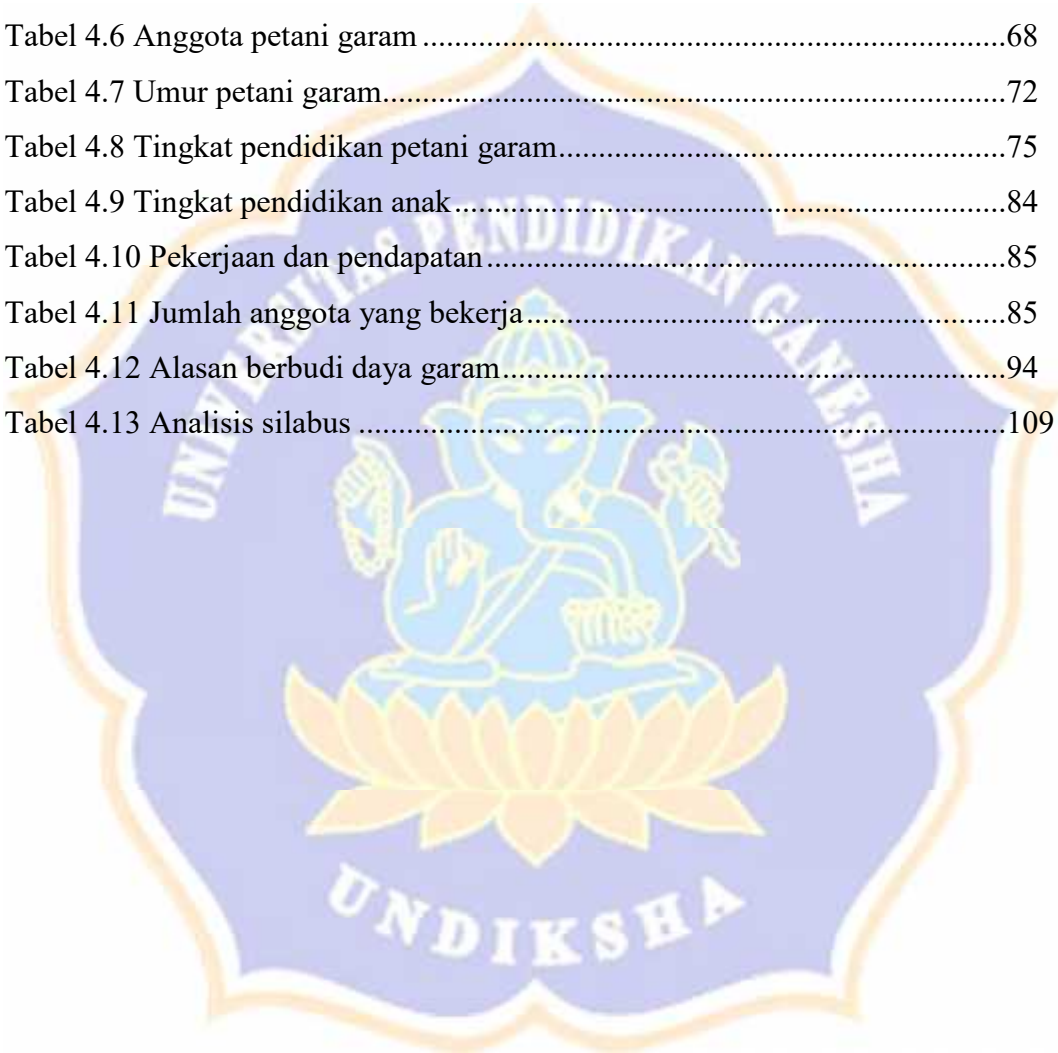 Tabel 4.6 Anggota petani garam.....................................................................68
Tabel 4.7 Umur petani garam..........................................................................72
Tabel 4.8 Tingkat pendidikan petani garam.....................................................75
Tabel 4.9 Tingkat pendidikan anak..................................................................84
Tabel 4.10 Pekerjaan dan pendapatan..............................................................85
Tabel 4.11 Jumlah anggota yang bekerja.........................................................85
Tabel 4.12 Alasan berbudi daya garam............................................................94
Tabel 4.13 Analisis silabus..............................................................................109
UNIVERSITAS PENDIDIKAN GANESHA
UNDIKSHA